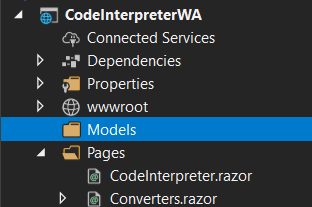 CodeInterpreterWA
Connected Services
Dependencies
Properties
wwwroot
Models
Pages
CodeInterpreter.razor
Converters.razor